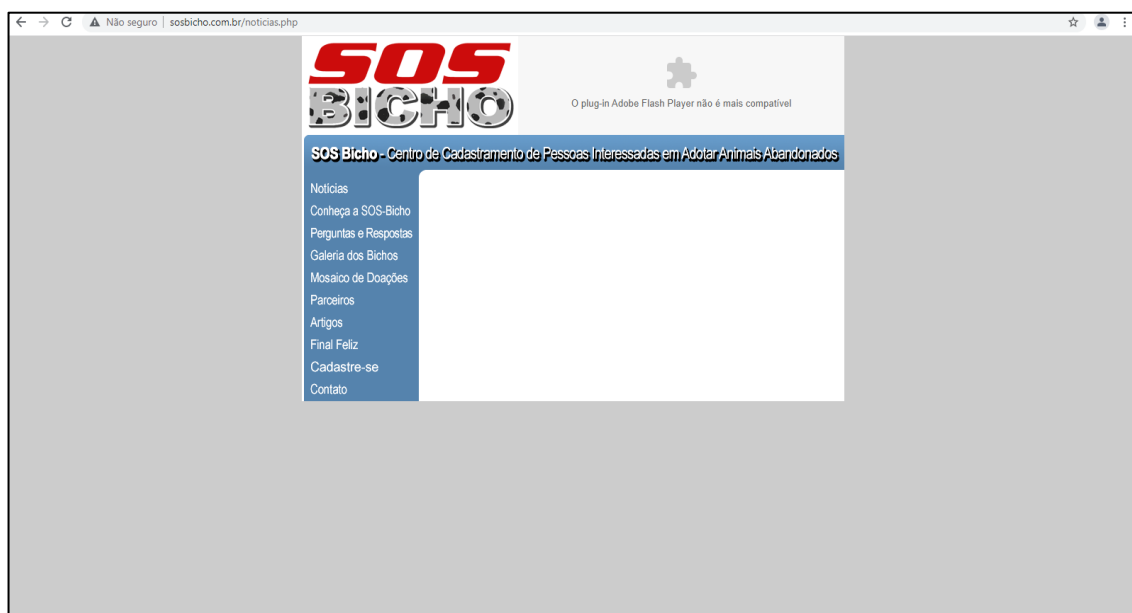 Não seguro | sosbicho.com.br/noticias.php
SOS
BICHO
O plug-in Adobe Flash Player não é mais compatível
SOS Bicho - Centro de Cadastramento de Pessoas Interessadas em Adotar Animais Abandonados
Notícias
Conheça a SOS-Bicho
Perguntas e Respostas
Galeria dos Bichos
Mosaico de Doações
Parceiros
Artigos
Final Feliz
Cadastre-se
Contato